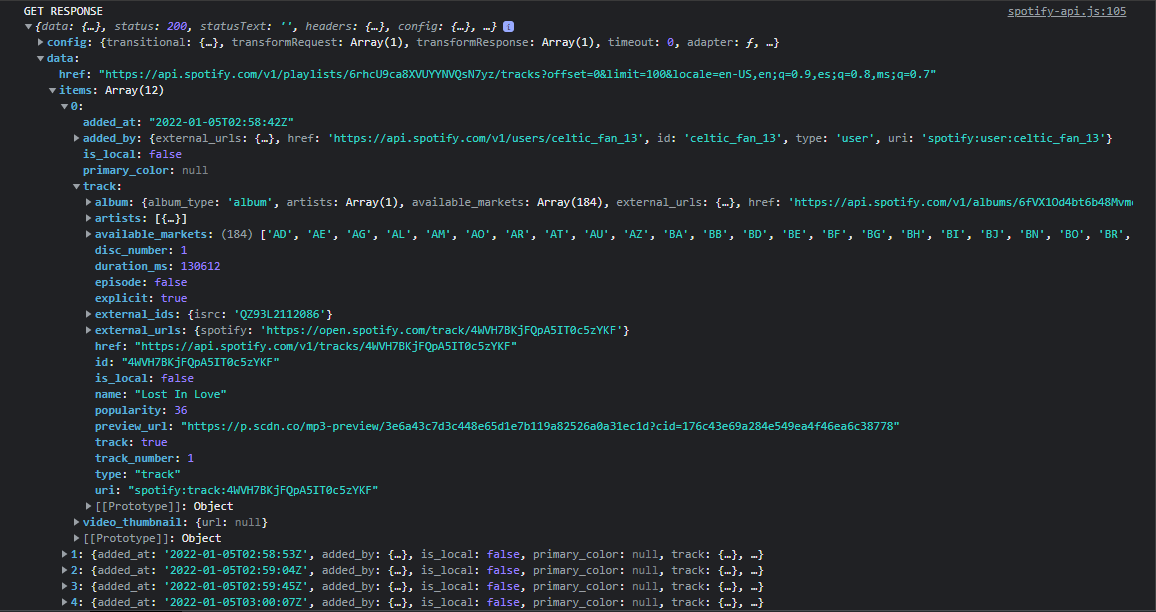 GET RESPONSE spotify-api.js:105
{data: {…}, status: 200, statusText: '', headers: {…}, config: {…}, …} i
config: {transitional: {…}, transformRequest: Array(1), transformResponse: Array(1), timeout: 0, adapter: ƒ, …}
data:
href: "https://api.spotify.com/v1/playlists/6rhcU9ca8XVUYYNVQsN7yz/tracks?offset=0&limit=100&locale=en-US,en;q=0.9,es;q=0.8,ms;q=0.7"
items: Array(12)
0:
added_at: "2022-01-05T02:58:42Z"
added_by: {external_urls: {…}, href: 'https://api.spotify.com/v1/users/celtic_fan_13', id: 'celtic_fan_13', type: 'user', uri: 'spotify:user:celtic_fan_13'}
is_local: false
primary_color: null
track:
album: {album_type: 'album', artists: Array(1), available_markets: Array(184), external_urls: {…}, href: 'https://api.spotify.com/v1/albums/6fVX1Od4bt6b48Mvm
artists: [{…}]
available_markets: (184) ['AD', 'AE', 'AG', 'AL', 'AM', 'AO', 'AR', 'AT', 'AU', 'AZ', 'BA', 'BB', 'BD', 'BE', 'BF', 'BG', 'BH', 'BI', 'BJ', 'BN', 'BO', 'BR',
disc_number: 1
duration_ms: 130612
episode: false
explicit: true
external_ids: {isrc: 'QZ93L2112086'}
external_urls: {spotify: 'https://open.spotify.com/track/4WVH7BKjFQpA5IT0c5zYKF'}
href: "https://api.spotify.com/v1/tracks/4WVH7BKjFQpA5IT0c5zYKF"
id: "4WVH7BKjFQpA5IT0c5zYKF"
is_local: false
name: "Lost In Love"
popularity: 36
preview_url: "https://p.scdn.co/mp3-preview/3e6a43c7d3c448e65d1e7b119a82526a0a31ec1d?cid=176c43e69a284e549ea4f46ea6c38778"
track: true
track_number: 1
type: "track"
uri: "spotify:track:4WVH7BKjFQpA5IT0c5zYKF"
[[Prototype]]: Object
video_thumbnail: {url: null}
[[Prototype]]: Object
1: {added_at: '2022-01-05T02:58:53Z', added_by: {…}, is_local: false, primary_color: null, track: {…}, …}
2: {added_at: '2022-01-05T02:59:04Z', added_by: {…}, is_local: false, primary_color: null, track: {…}, …}
3: {added_at: '2022-01-05T02:59:45Z', added_by: {…}, is_local: false, primary_color: null, track: {…}, …}
4: {added_at: '2022-01-05T03:00:07Z', added_by: {…}, is_local: false, primary_color: null, track: {…}, …}